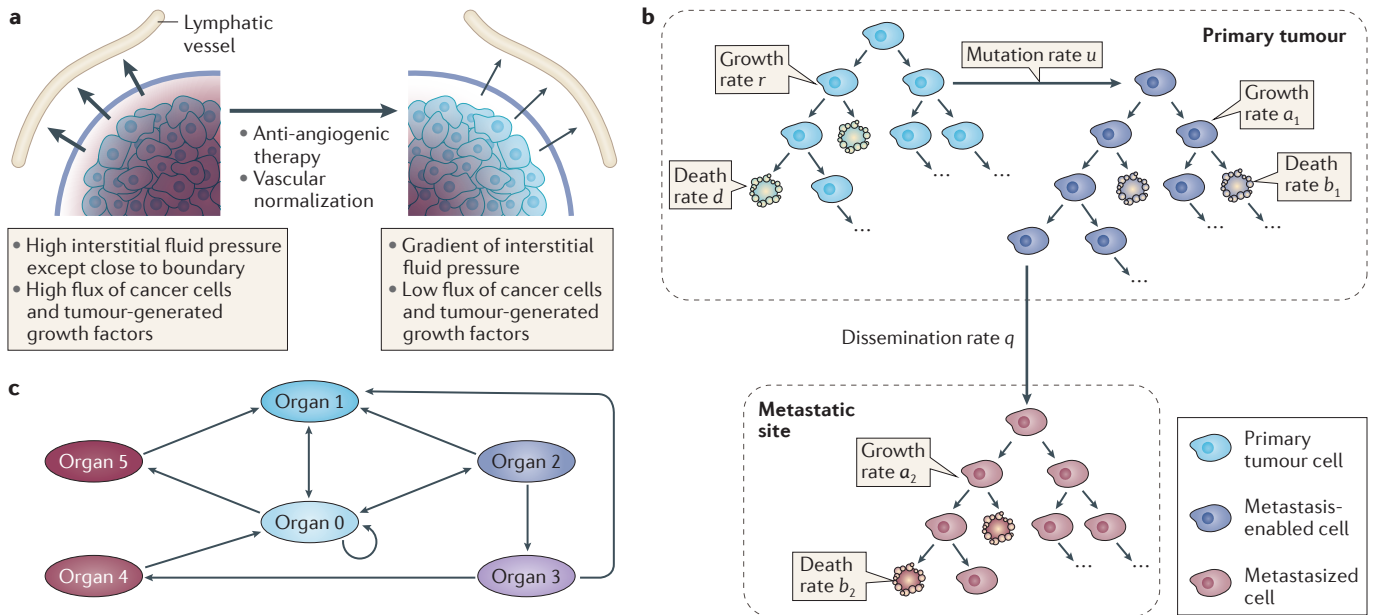 a
Lymphatic
vessel
• Anti-angiogenic
therapy
• Vascular
normalization
• High interstitial fluid pressure
except close to boundary
• High flux of cancer cells
and tumour-generated
growth factors
• Gradient of interstitial
fluid pressure
• Low flux of cancer cells
and tumour-generated
growth factors
b
Primary tumour
Growth
rate r
Mutation rate u
Growth
rate a₁
Death
rate d
Death
rate b₁
...
...
...
...
...
...
...
Dissemination rate q
Metastatic
site
Growth
rate a₂
Death
rate b₂
...
...
Primary
tumour cell
Metastasis-
enabled cell
Metastasized
cell
c
Organ 1
Organ 5
Organ 2
Organ 0
Organ 4
Organ 3